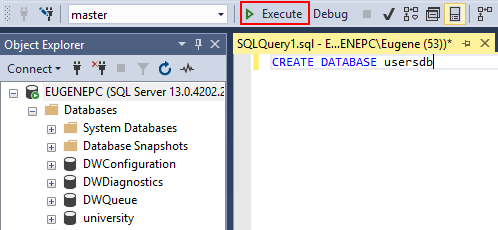 master
Execute
Debug
Object Explorer
SQLQuery1.sql - E...ENEPC\Eugene (53))*
Connect
CREATE DATABASE usersdb
EUGENEPC (SQL Server 13.0.4202.2
Databases
System Databases
Database Snapshots
DWConfiguration
DWDiagnostics
DWQueue
university